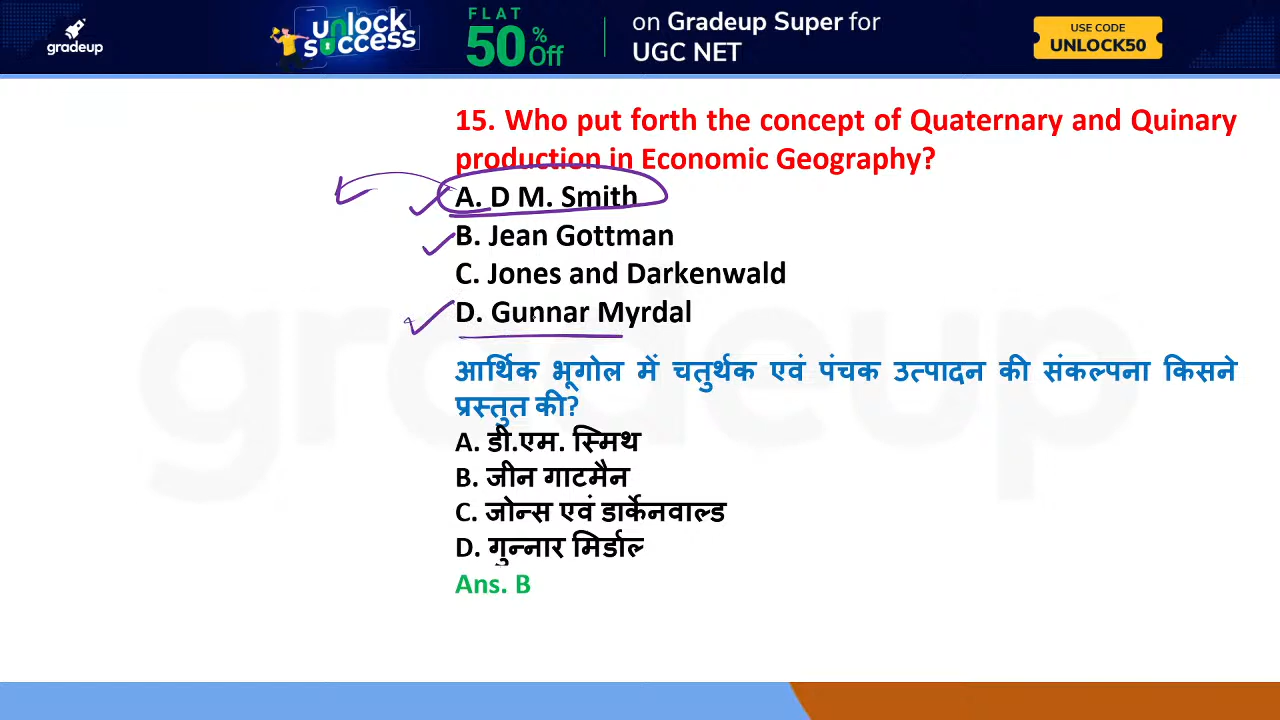 gradeup
unlock
success
FLAT
50% Off
on Gradeup Super for
UGC NET
USE CODE
UNLOCK50
15. Who put forth the concept of Quaternary and Quinary
production in Economic Geography?
A. D M. Smith
B. Jean Gottman
C. Jones and Darkenwald
D. Gunnar Myrdal
आर्थिक भूगोल में चतुर्थक एवं पंचक उत्पादन की संकल्पना किसने
प्रस्तुत की?
A. डी.एम. स्मिथ
B. जीन गाटमैन
C. जोन्स एवं डार्केनवाल्ड
D. गुन्नार मिर्डाल
Ans. B
gradeup